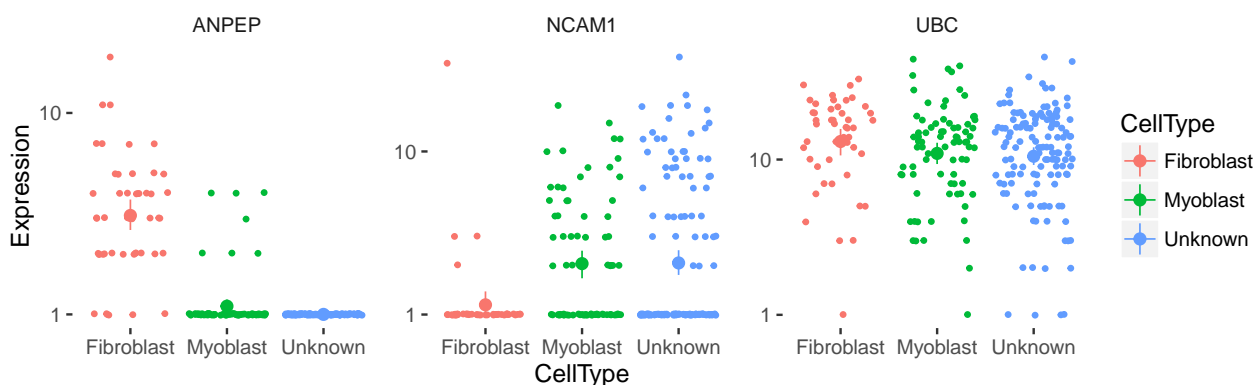 ANPEP NCAM1 UBC
Expression
10
1
10
1
10
1
Fibroblast Myoblast Unknown
Fibroblast Myoblast Unknown
Fibroblast Myoblast Unknown
CellType
CellType
Fibroblast
Myoblast
Unknown